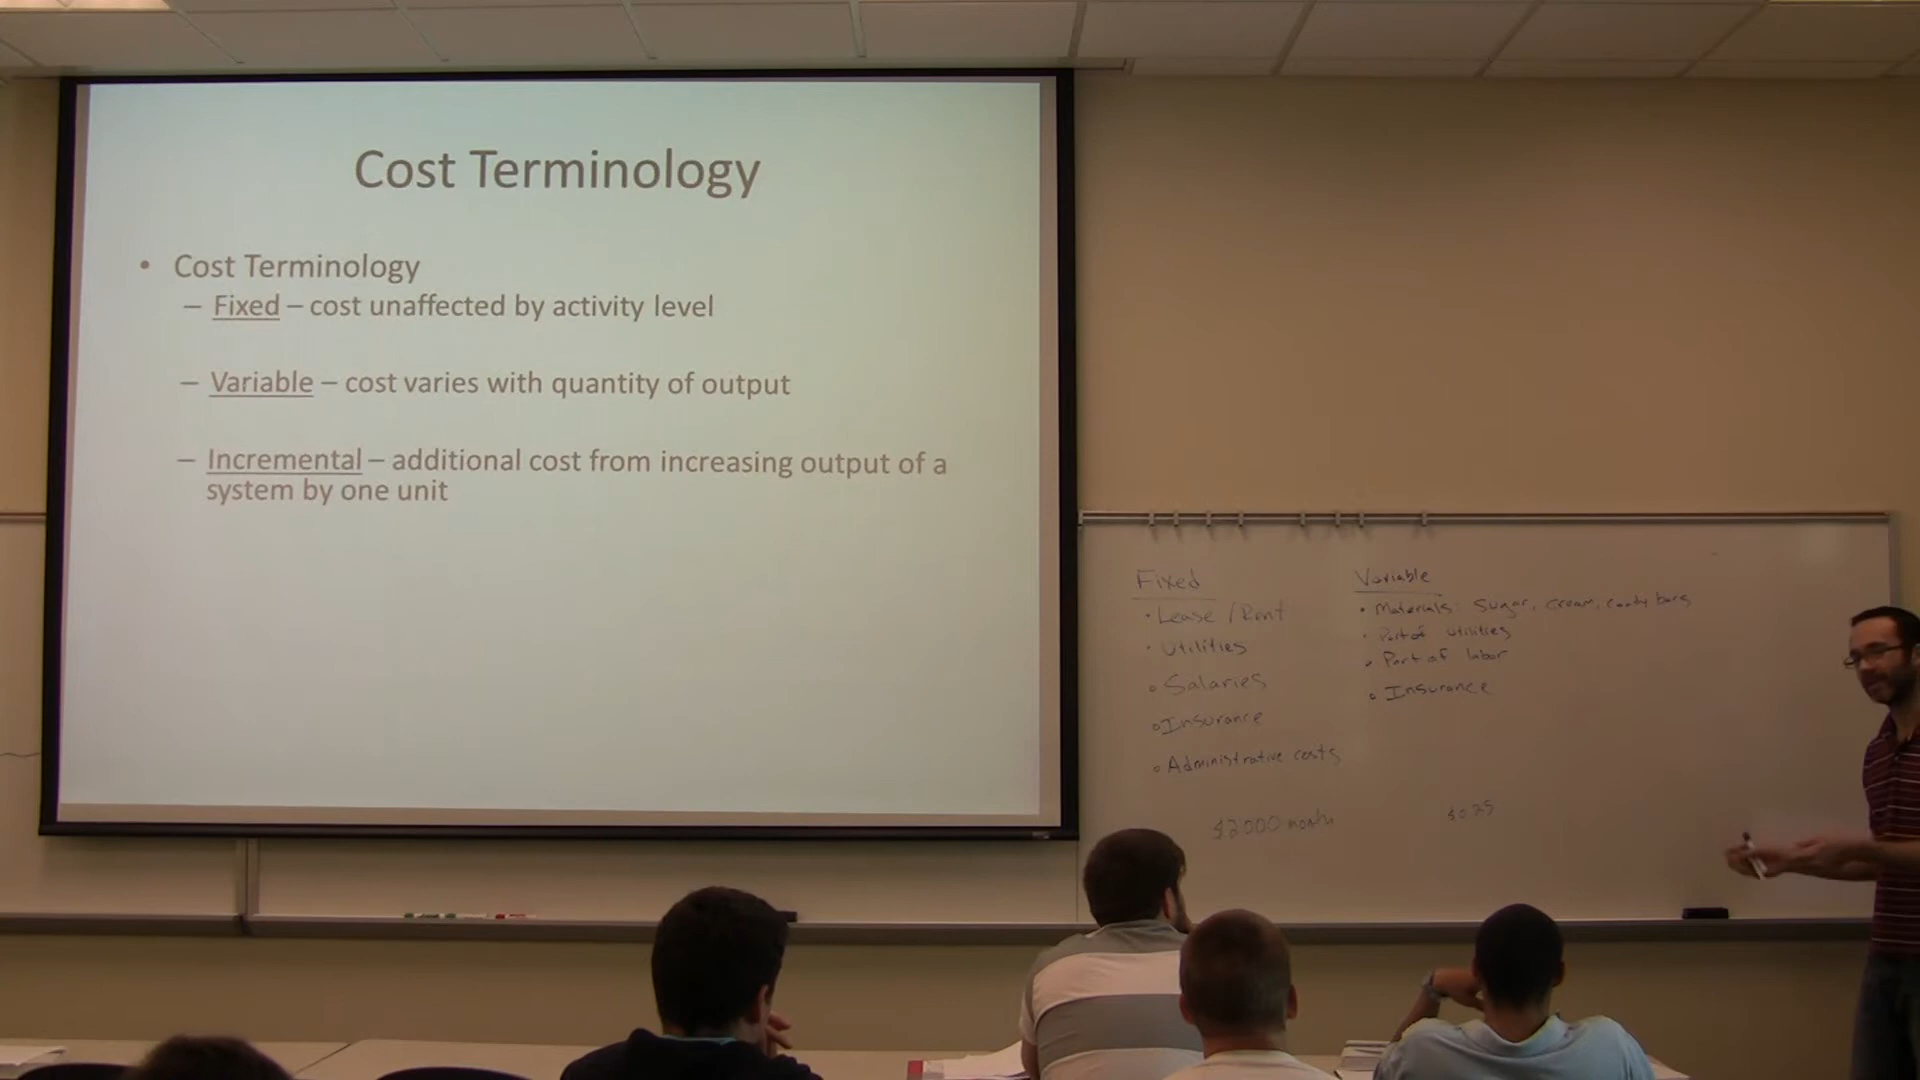 Cost Terminology
• Cost Terminology
– Fixed – cost unaffected by activity level
– Variable – cost varies with quantity of output
– Incremental – additional cost from increasing output of a
system by one unit
Fixed
• Lease / Rent
• Utilities
• Salaries
• Insurance
• Administrative costs
$2000 month
Variable
• Materials: Sugar, cream, candy bars
• Part of utilities
• Part of labor
• Insurance
$0.75